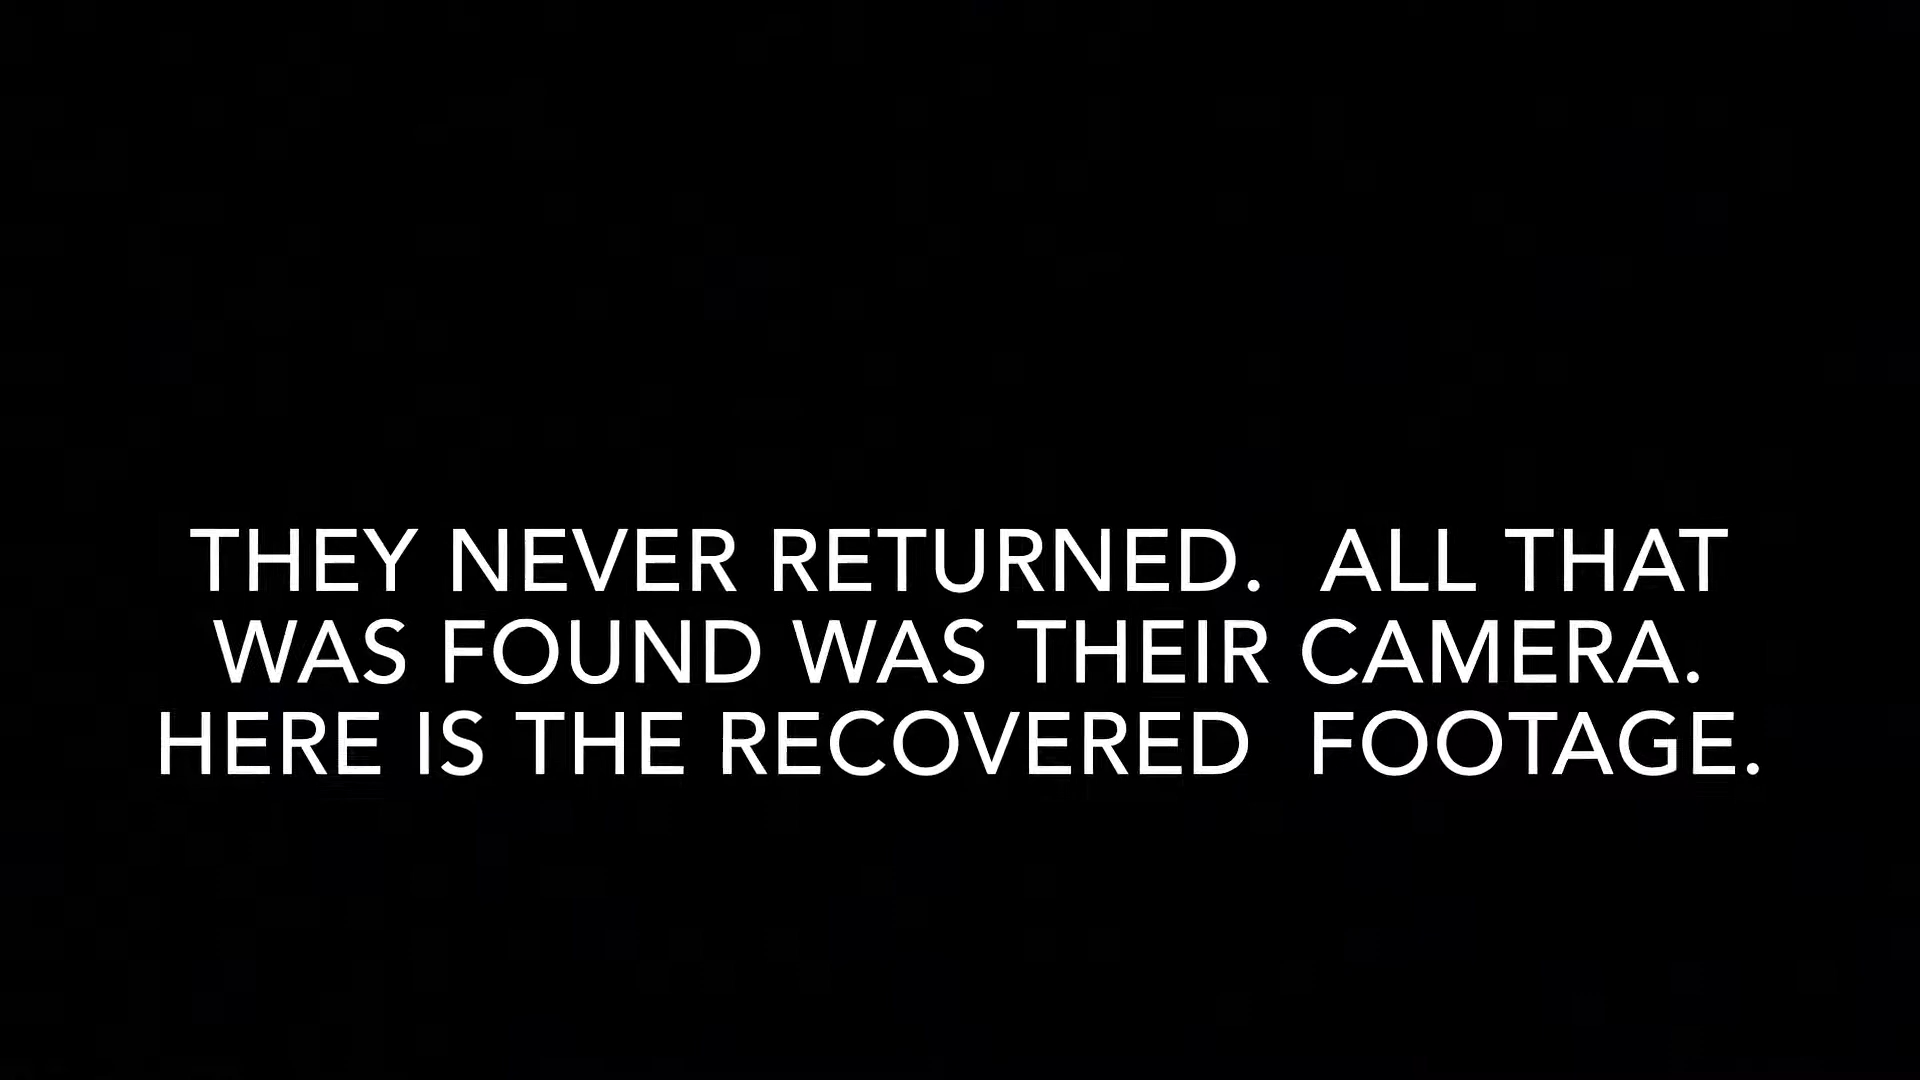 THEY NEVER RETURNED.  ALL THAT
WAS FOUND WAS THEIR CAMERA.
HERE IS THE RECOVERED  FOOTAGE.